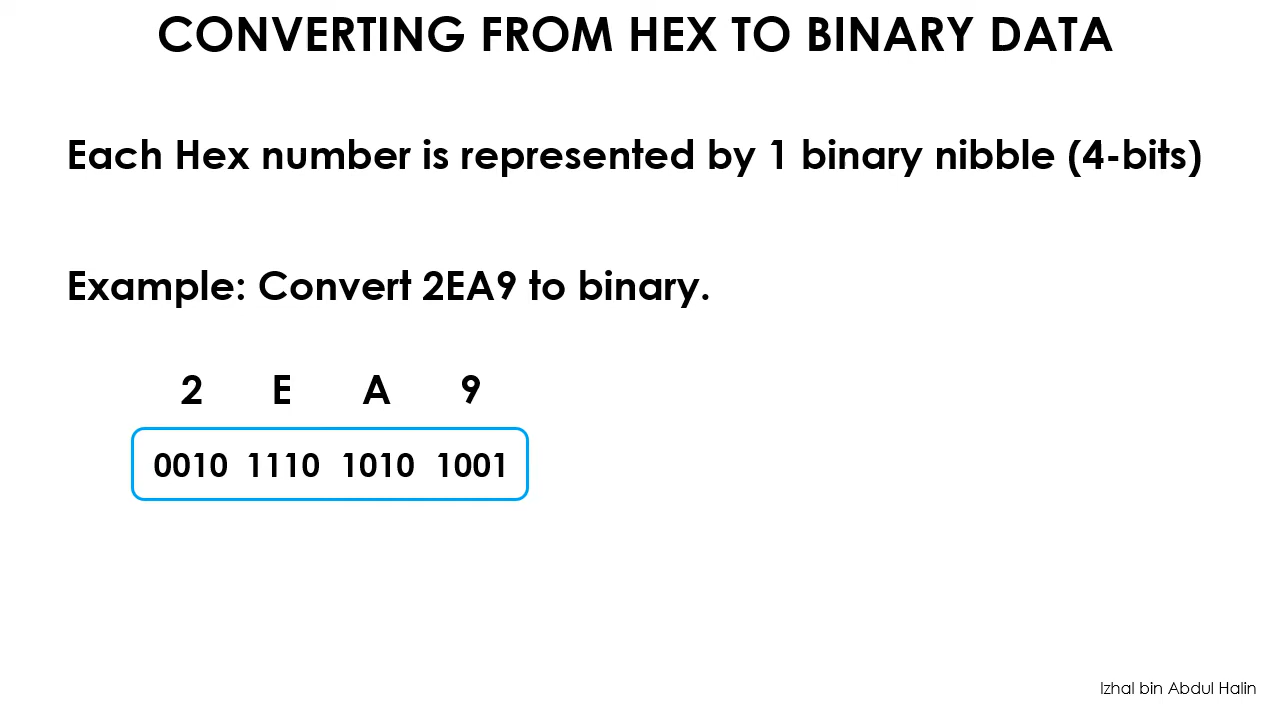 CONVERTING FROM HEX TO BINARY DATA
Each Hex number is represented by 1 binary nibble (4-bits)
Example: Convert 2EA9 to binary.
2 E A 9
0010 1110 1010 1001
Izhal bin Abdul Halin